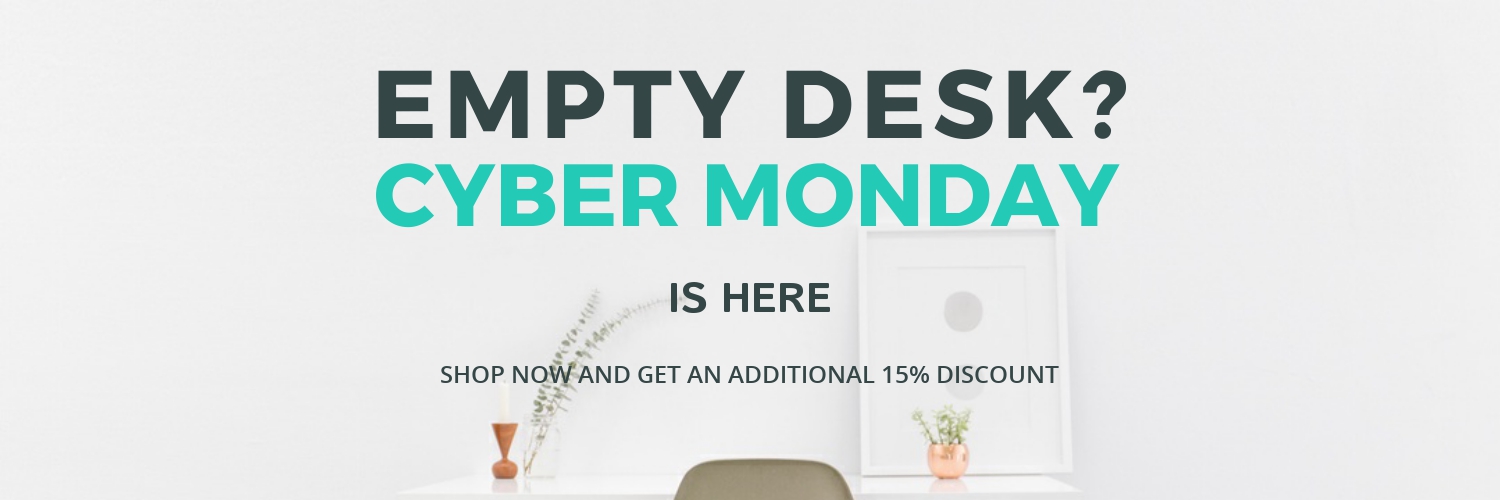 EMPTY DESK?
CYBER MONDAY
IS HERE
SHOP NOW AND GET AN ADDITIONAL 15% DISCOUNT